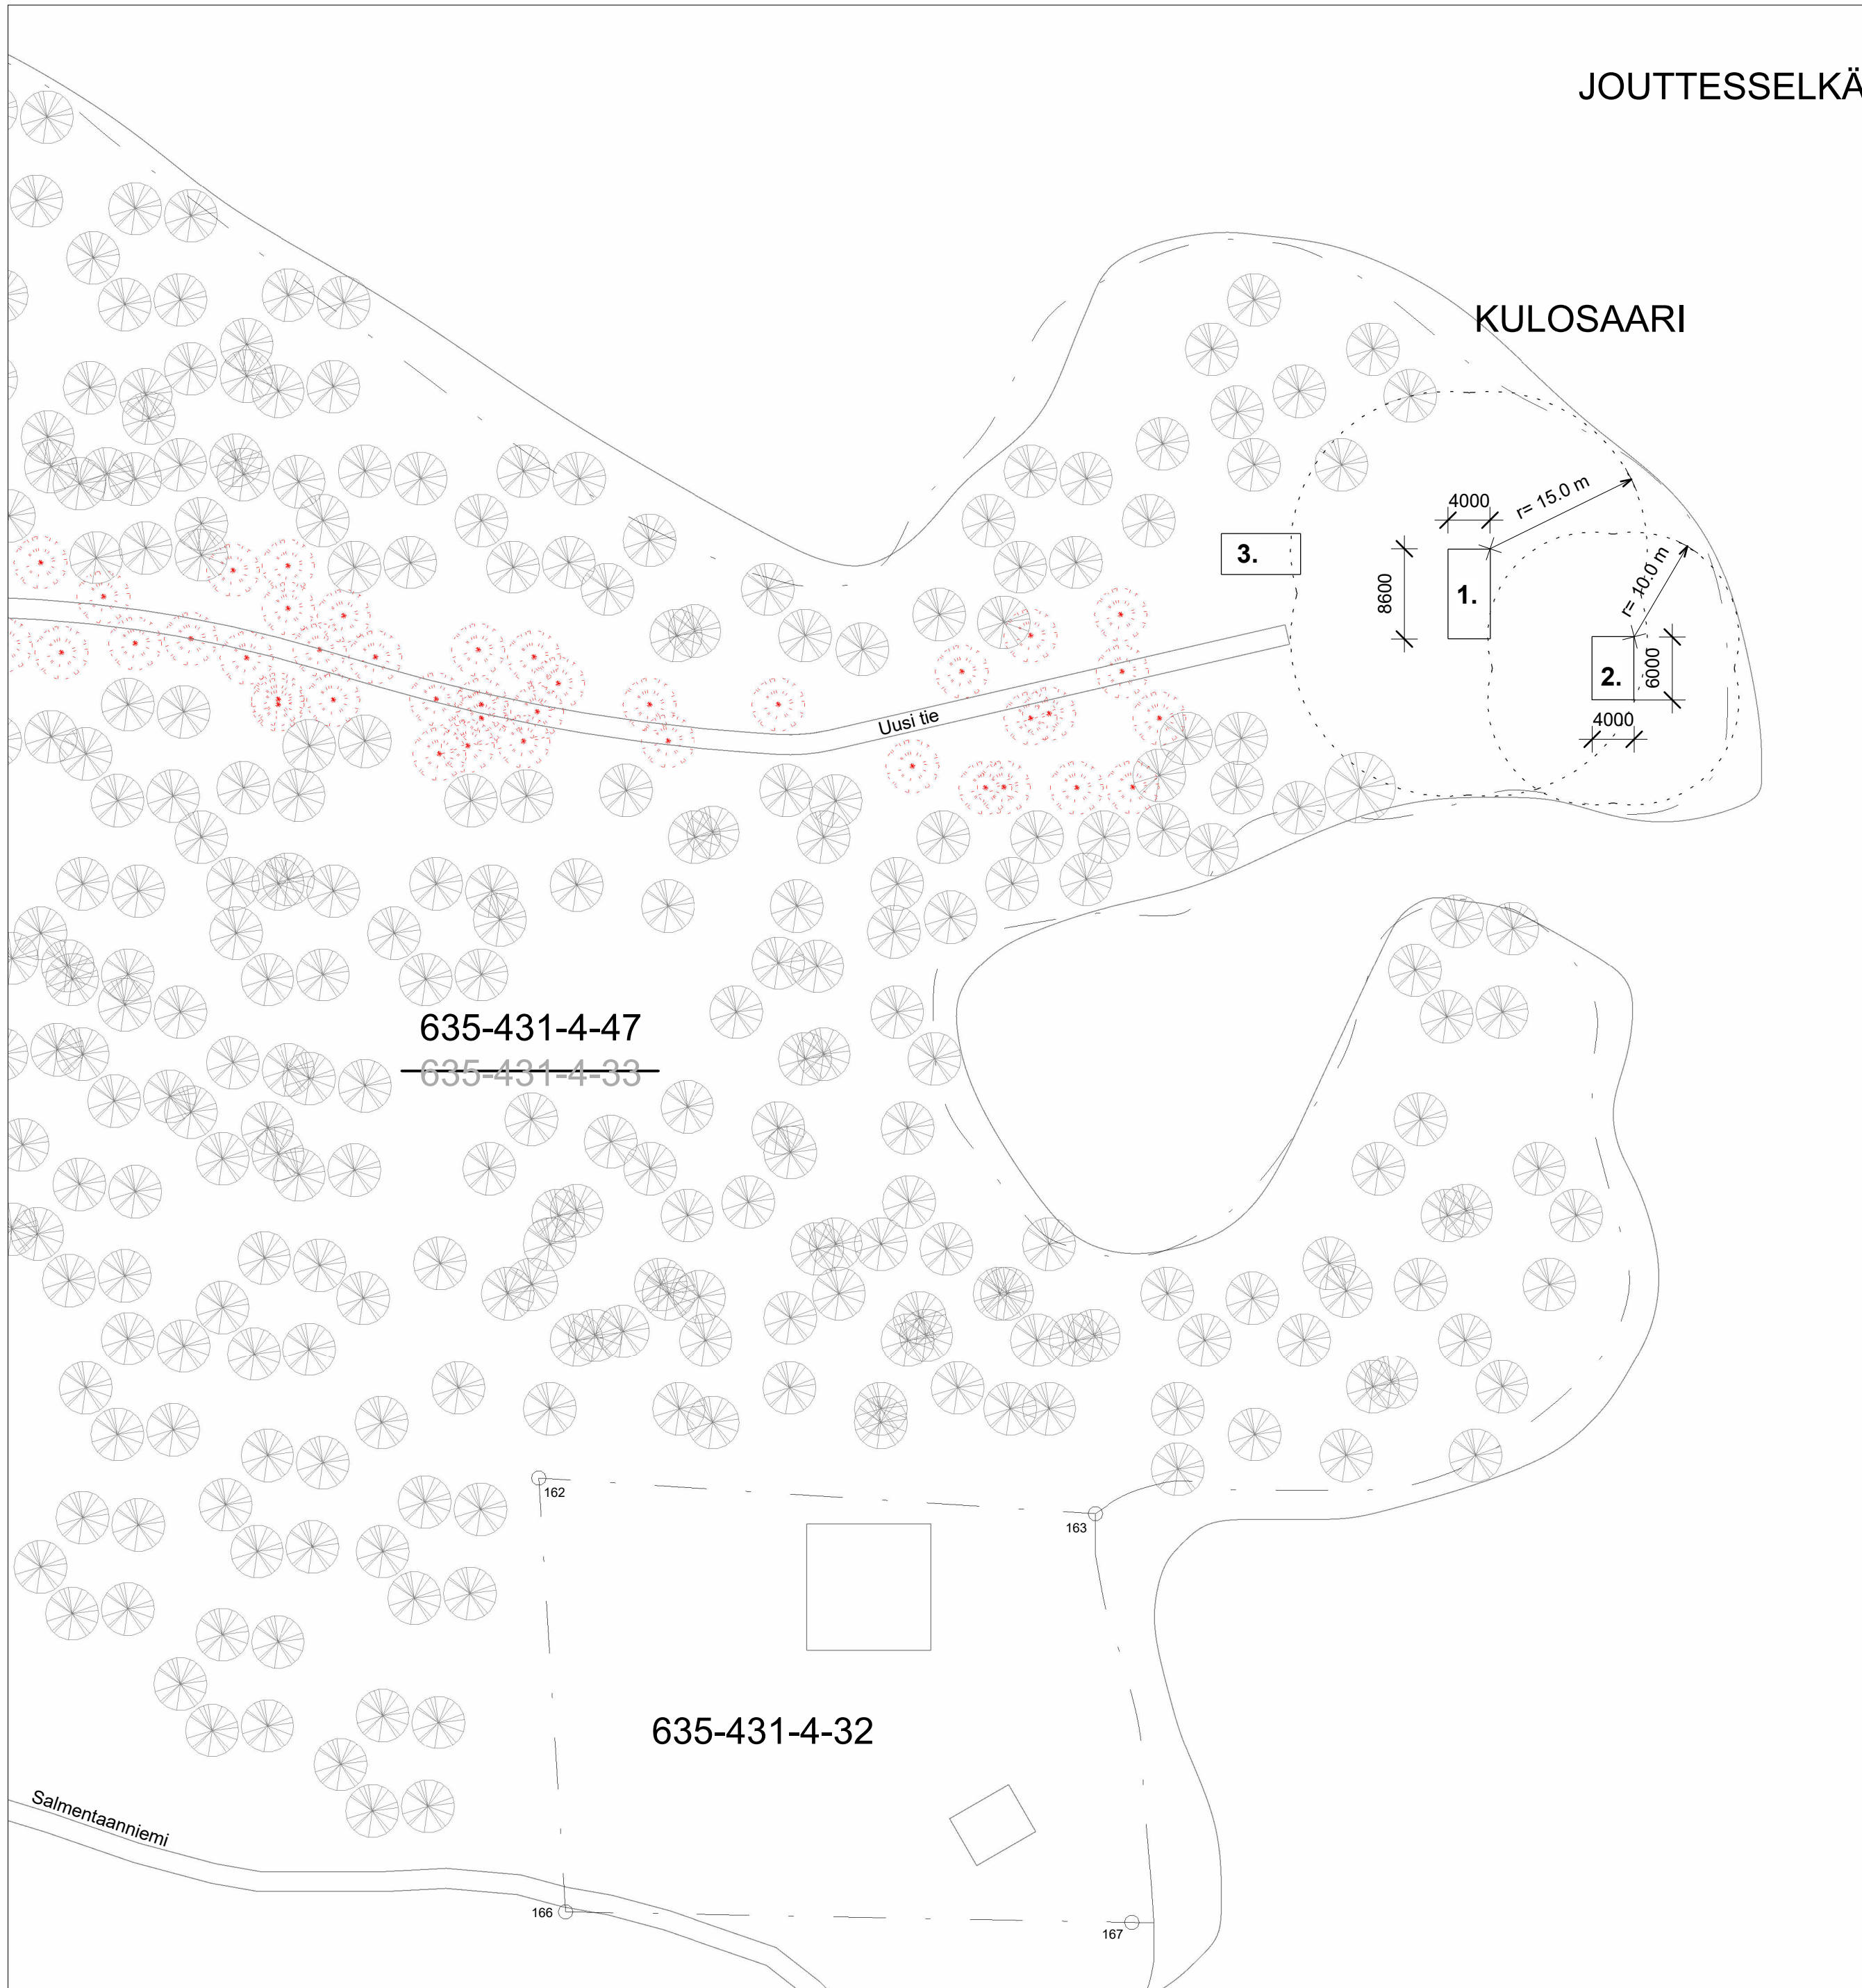 JOUTTESSELKÄ
KULOSAARI
r= 15.0 m
4000
3.
8600
1.
r= 10.0 m
2.
6000
4000
Uusi tie
635-431-4-47
635-431-4-33
162
163
635-431-4-32
Salmentaanniemi
166
167